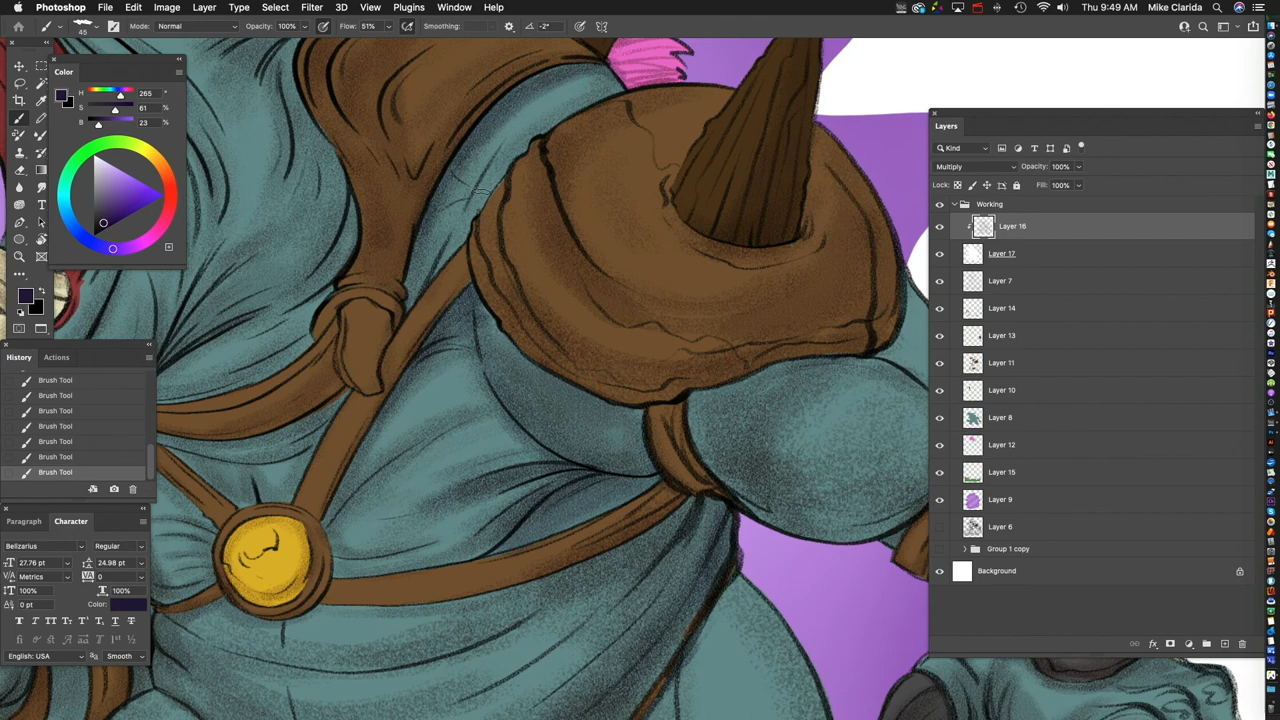 Photoshop File Edit Image Layer Type Select Filter 3D View Plugins Window Help Thu 9:49 AM Mike Clarida
45 Mode: Normal Opacity: 100% Flow: 51% Smoothing: -2°
Color
H 265 °
S 61 %
B 23 %
History Actions
Brush Tool
Brush Tool
Brush Tool
Brush Tool
Brush Tool
Brush Tool
Brush Tool
Paragraph Character
Belizarius Regular
27.76 pt 24.98 pt
Metrics 0
100% 100%
0 pt Color:
English: USA Smooth
Layers
Kind
Multiply Opacity: 100%
Lock: Fill: 100%
Working
Layer 16
Layer 17
Layer 7
Layer 14
Layer 13
Layer 11
Layer 10
Layer 8
Layer 12
Layer 15
Layer 9
Layer 6
Group 1 copy
Background